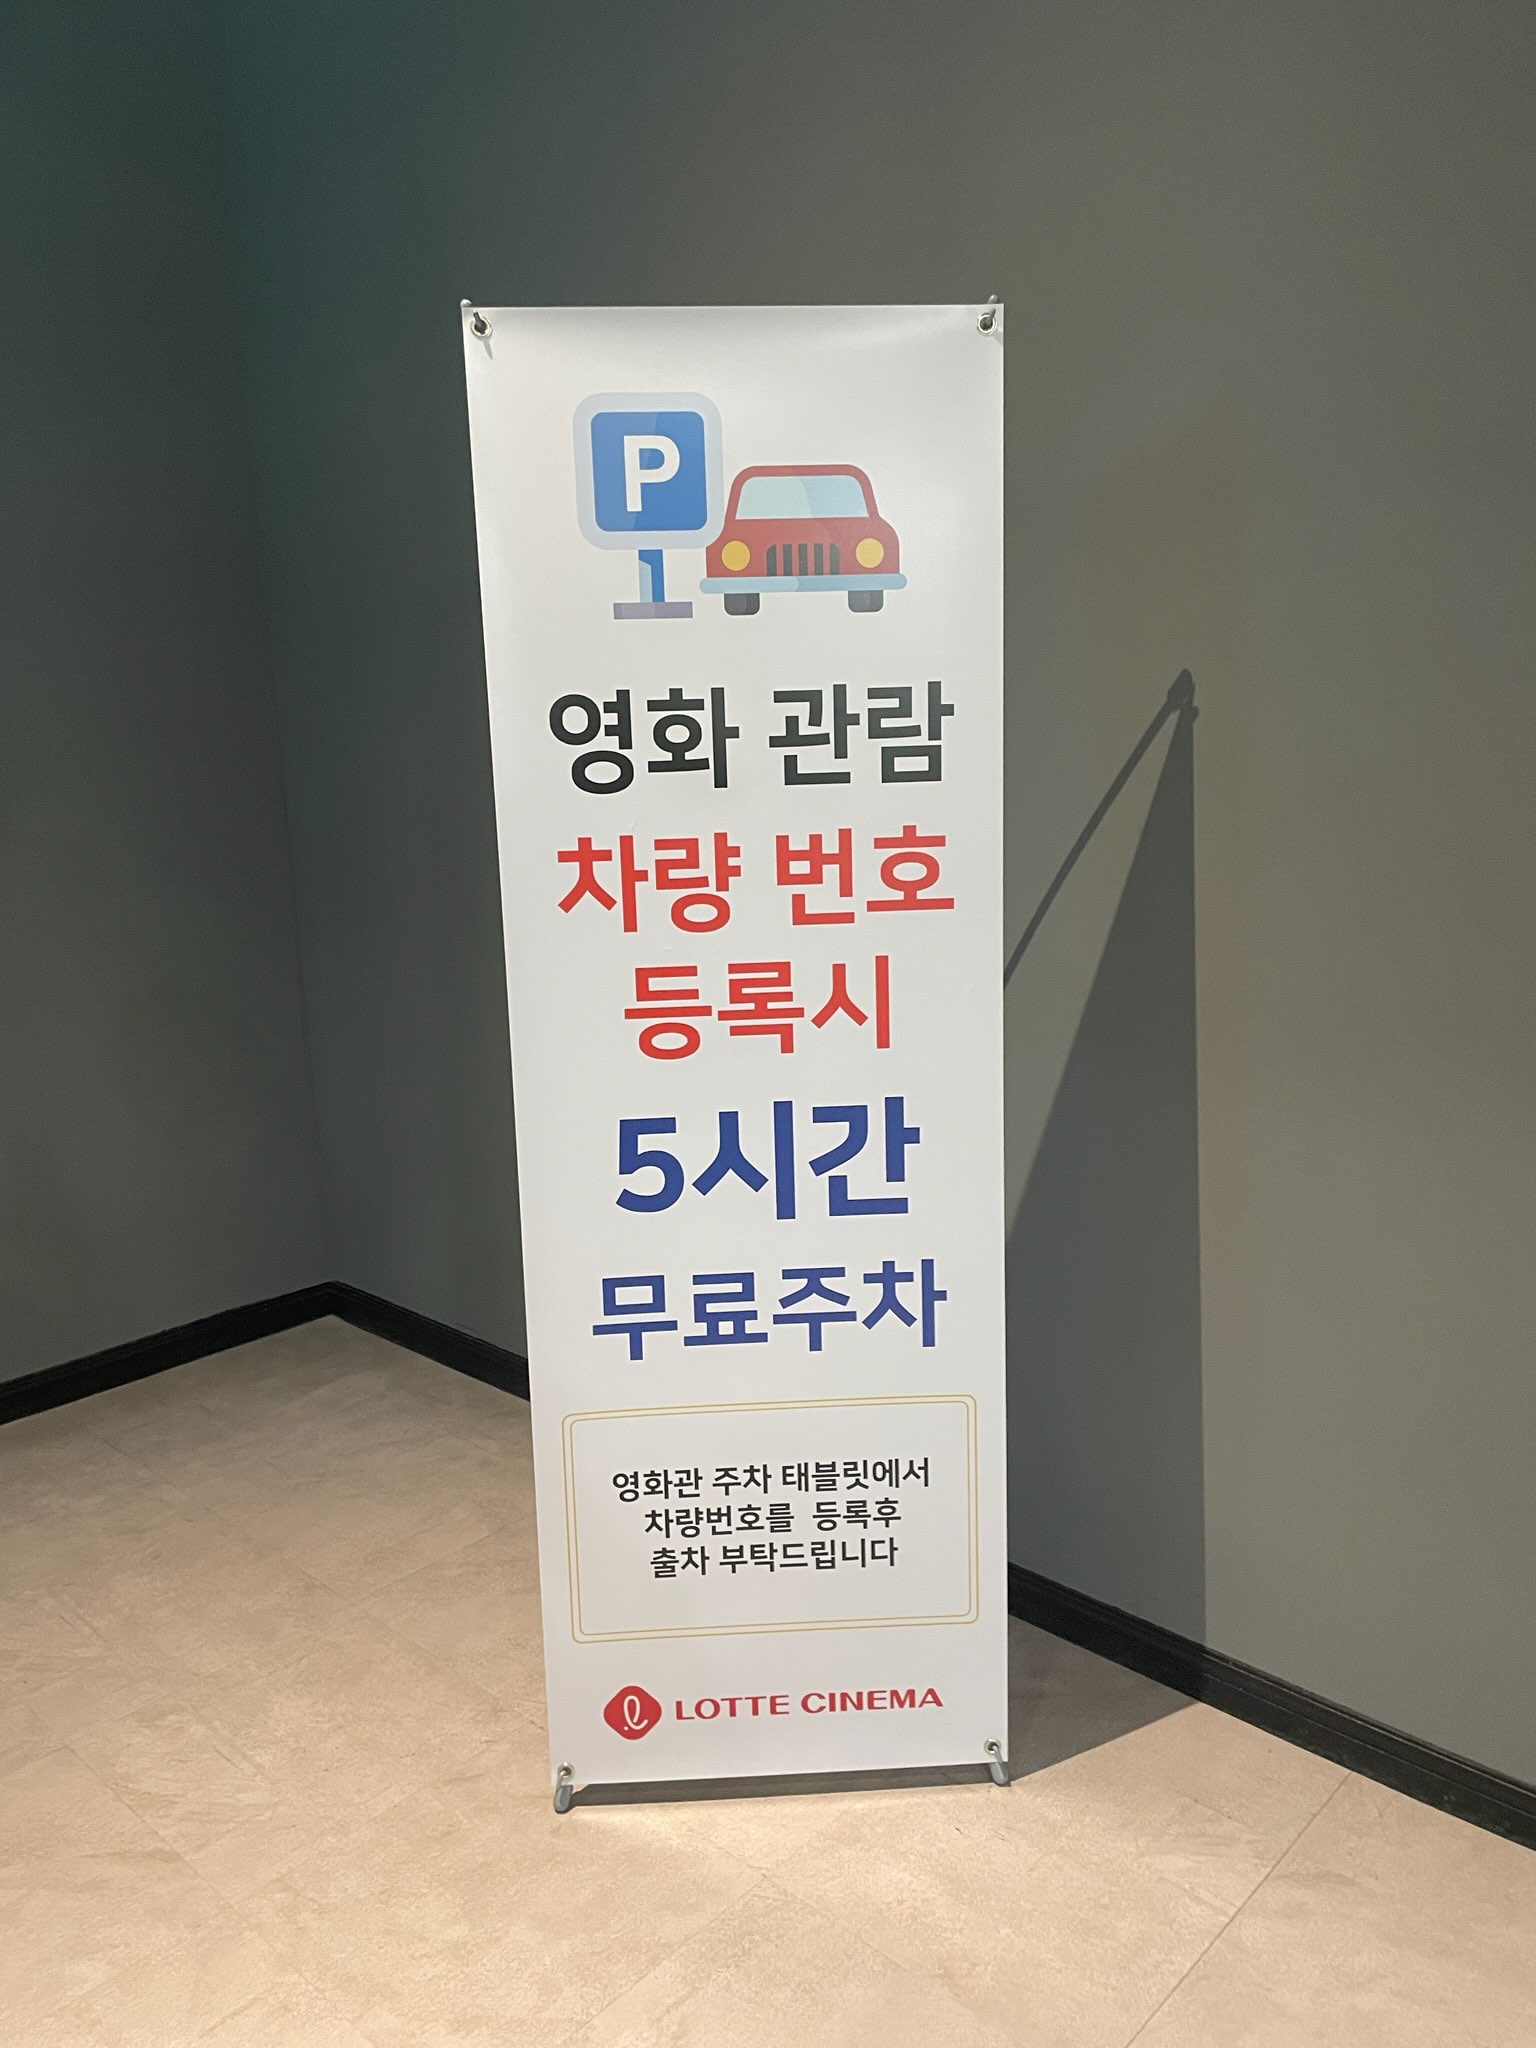 P
영화 관람
차량 번호
등록시
5시간
무료주차
영화관 주차 태블릿에서
차량번호를 등록후
출차 부탁드립니다
LOTTE CINEMA